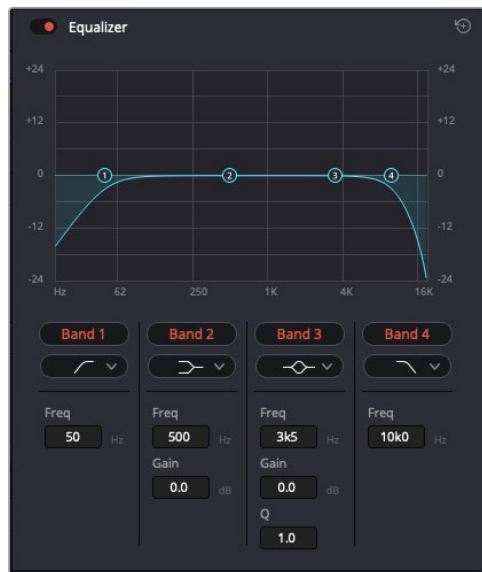 Equalizer
+24 +24
+12 +12
0 1 2 3 4 0
-12 -12
-24 -24
Hz 62 250 1K 4K 16K
Band 1 Band 2 Band 3 Band 4
Freq Freq Freq Freq
50 Hz 500 Hz 3k5 Hz 10k0 Hz
Gain Gain
0.0 dB 0.0 dB
Q
1.0